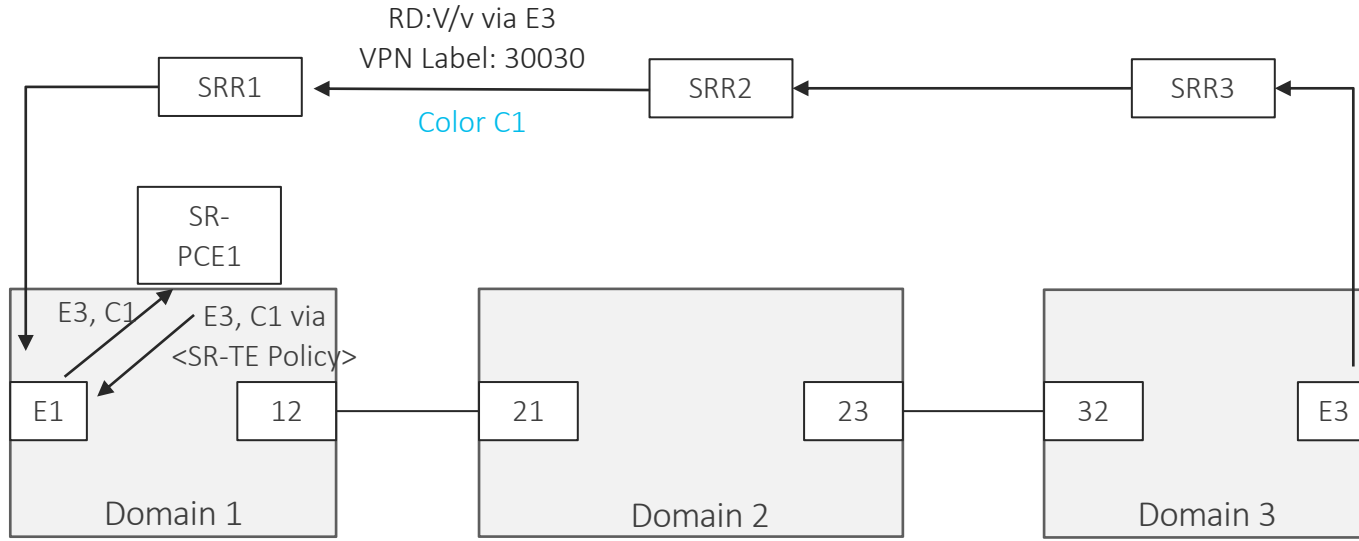 RD:V/v via E3
VPN Label: 30030
SRR1
SRR2
SRR3
Color C1
SR-
PCE1
E3, C1
E3, C1 via
<SR-TE Policy>
E1
12
21
23
32
E3
Domain 1
Domain 2
Domain 3